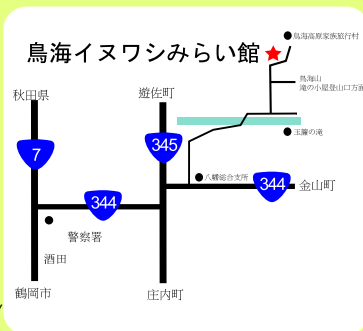 鳥海高原家族旅行村
鳥海イヌワシみらい館
鳥海山
滝の小屋登山口方面
秋田県
遊佐町
玉簾の滝
7
345
八幡総合支所
344
金山町
344
警察署
酒田
鶴岡市
庄内町